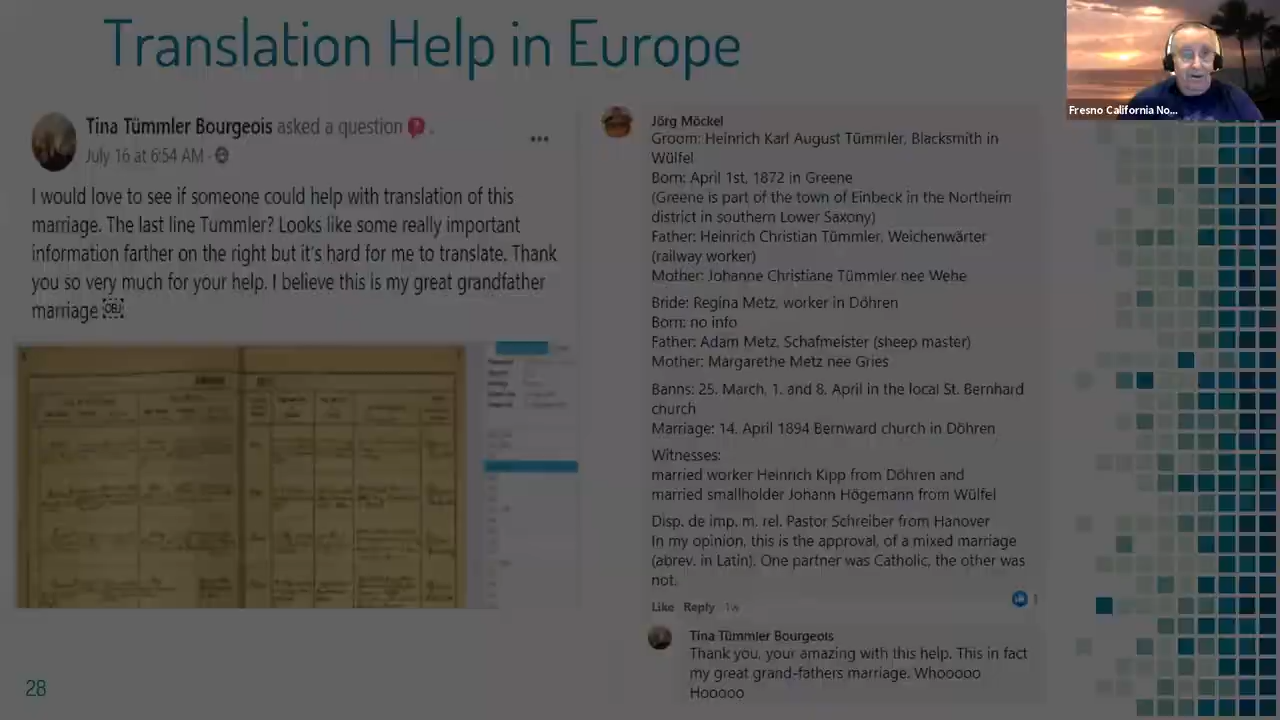 Translation Help in Europe
Fresno California No...
Tina Tümmler Bourgeois asked a question
July 16 at 6:54 AM ·
I would love to see if someone could help with translation of this
marriage. The last line Tummler? Looks like some really important
information farther on the right but it's hard for me to translate. Thank
you so very much for your help. I believe this is my great grandfather
marriage OBJ
Jörg Möckel
Groom: Heinrich Karl August Tümmler, Blacksmith in
Wülfel
Born: April 1st, 1872 in Greene
(Greene is part of the town of Einbeck in the Northeim
district in southern Lower Saxony)
Father: Heinrich Christian Tümmler, Weichenwärter
(railway worker)
Mother: Johanne Christiane Tümmler nee Wehe
Bride: Regina Metz, worker in Döhren
Born: no info
Father: Adam Metz, Schafmeister (sheep master)
Mother: Margarethe Metz nee Gries
Banns: 25. March, 1. and 8. April in the local St. Bernhard
church
Marriage: 14. April 1894 Bernward church in Döhren
Witnesses:
married worker Heinrich Kipp from Döhren and
married smallholder Johann Högemann from Wülfel
Disp. de imp. m. rel. Pastor Schreiber from Hanover
In my opinion, this is the approval, of a mixed marriage
(abrev. in Latin). One partner was Catholic, the other was
not.
Like Reply 1w
1
Tina Tümmler Bourgeois
Thank you, your amazing with this help. This in fact
my great grand-fathers marriage. Whooooo
Hooooo
28